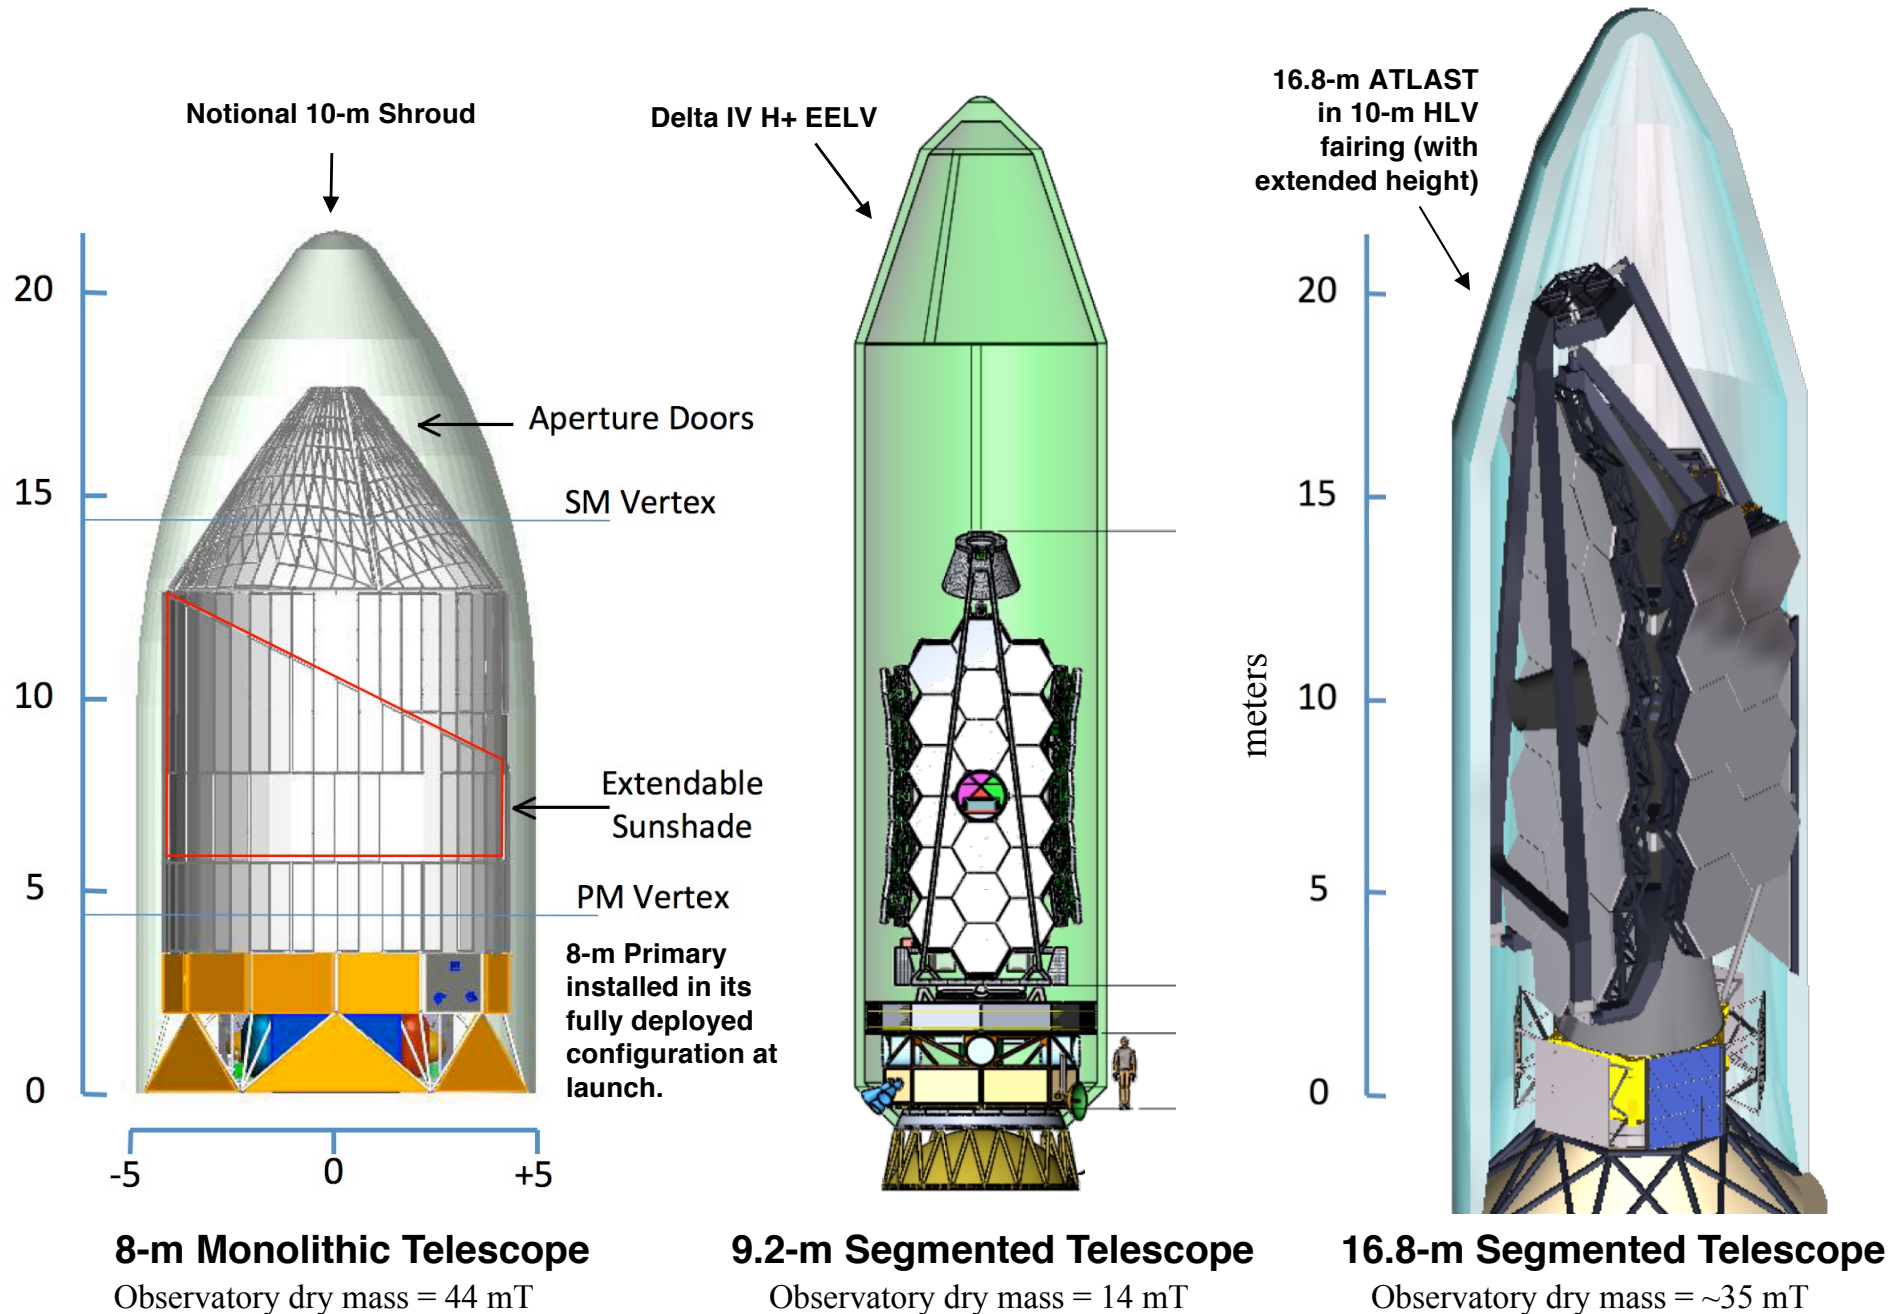 Notional 10-m Shroud
Delta IV H+ EELV
16.8-m ATLAST
in 10-m HLV
fairing (with
extended height)
20
15
10
5
0
-5
0
+5
Aperture Doors
SM Vertex
Extendable
Sunshade
PM Vertex
8-m Primary
installed in its
fully deployed
configuration at
launch.
meters
20
15
10
5
0
8-m Monolithic Telescope
Observatory dry mass = 44 mT
9.2-m Segmented Telescope
Observatory dry mass = 14 mT
16.8-m Segmented Telescope
Observatory dry mass = ~35 mT